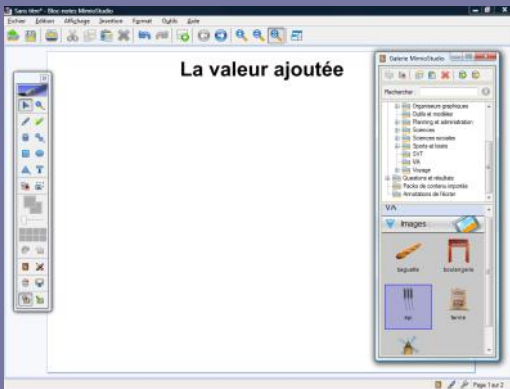 Sans titre* - Bloc-notes MimioStudio
Fichier Édition Affichage Insertion Format Outils Aide
La valeur ajoutée
Galerie MimioStudio
Rechercher:
Organiseurs graphiques
Outils et modèles
Planning et administration
Sciences
Sciences sociales
Sports et loisirs
SVT
VA
Voyage
Questions et résultats
Packs de contenu importés
Annotations de l'écran
VA
Images
baguette boulangerie
epi farine
Page 1 sur 2